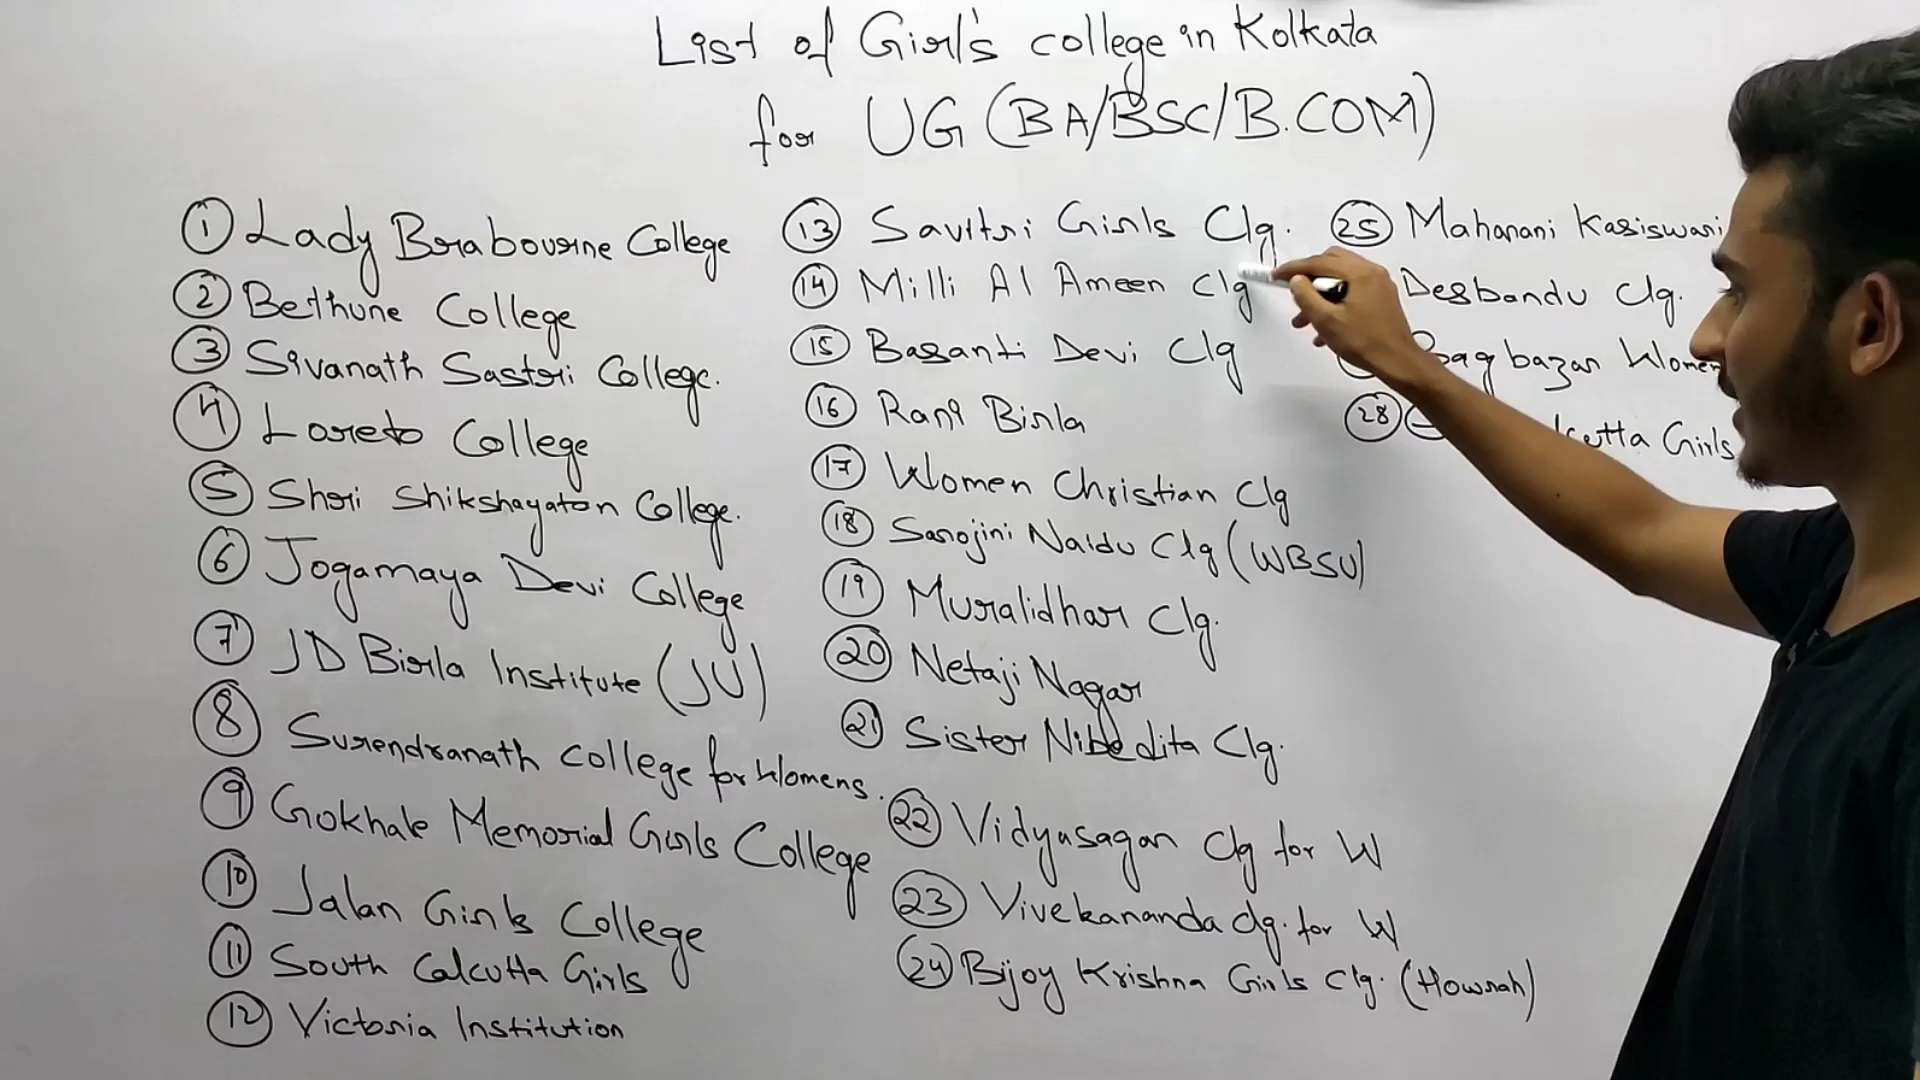 List of Girl's college in Kolkata
for UG (BA/BSC/B.COM)
1 Lady Brabourne College
2 Bethune College
3 Sivanath Sastri College.
4 Loreto College
5 Shri Shikshayatan College.
6 Jogamaya Devi College
7 JD Birla Institute (JU)
8 Surendranath College for Womens.
9 Gokhale Memorial Girls College
10 Jalan Girls College
11 South Calcutta Girls
12 Victoria Institution
13 Savitri Girls Clg.
14 Milli Al Ameen Clg
15 Basanti Devi Clg
16 Rani Birla
17 Women Christian Clg
18 Sarojini Naidu Clg (WBSU)
19 Muralidhar Clg.
20 Netaji Nagar
21 Sister Nibedita Clg.
22 Vidyasagar Clg for W
23 Vivekananda clg. for W
24 Bijoy Krishna Girls Clg. (Howrah)
25 Maharani Kasiswari
Desbandu Clg.
bazar Women
28 Girls